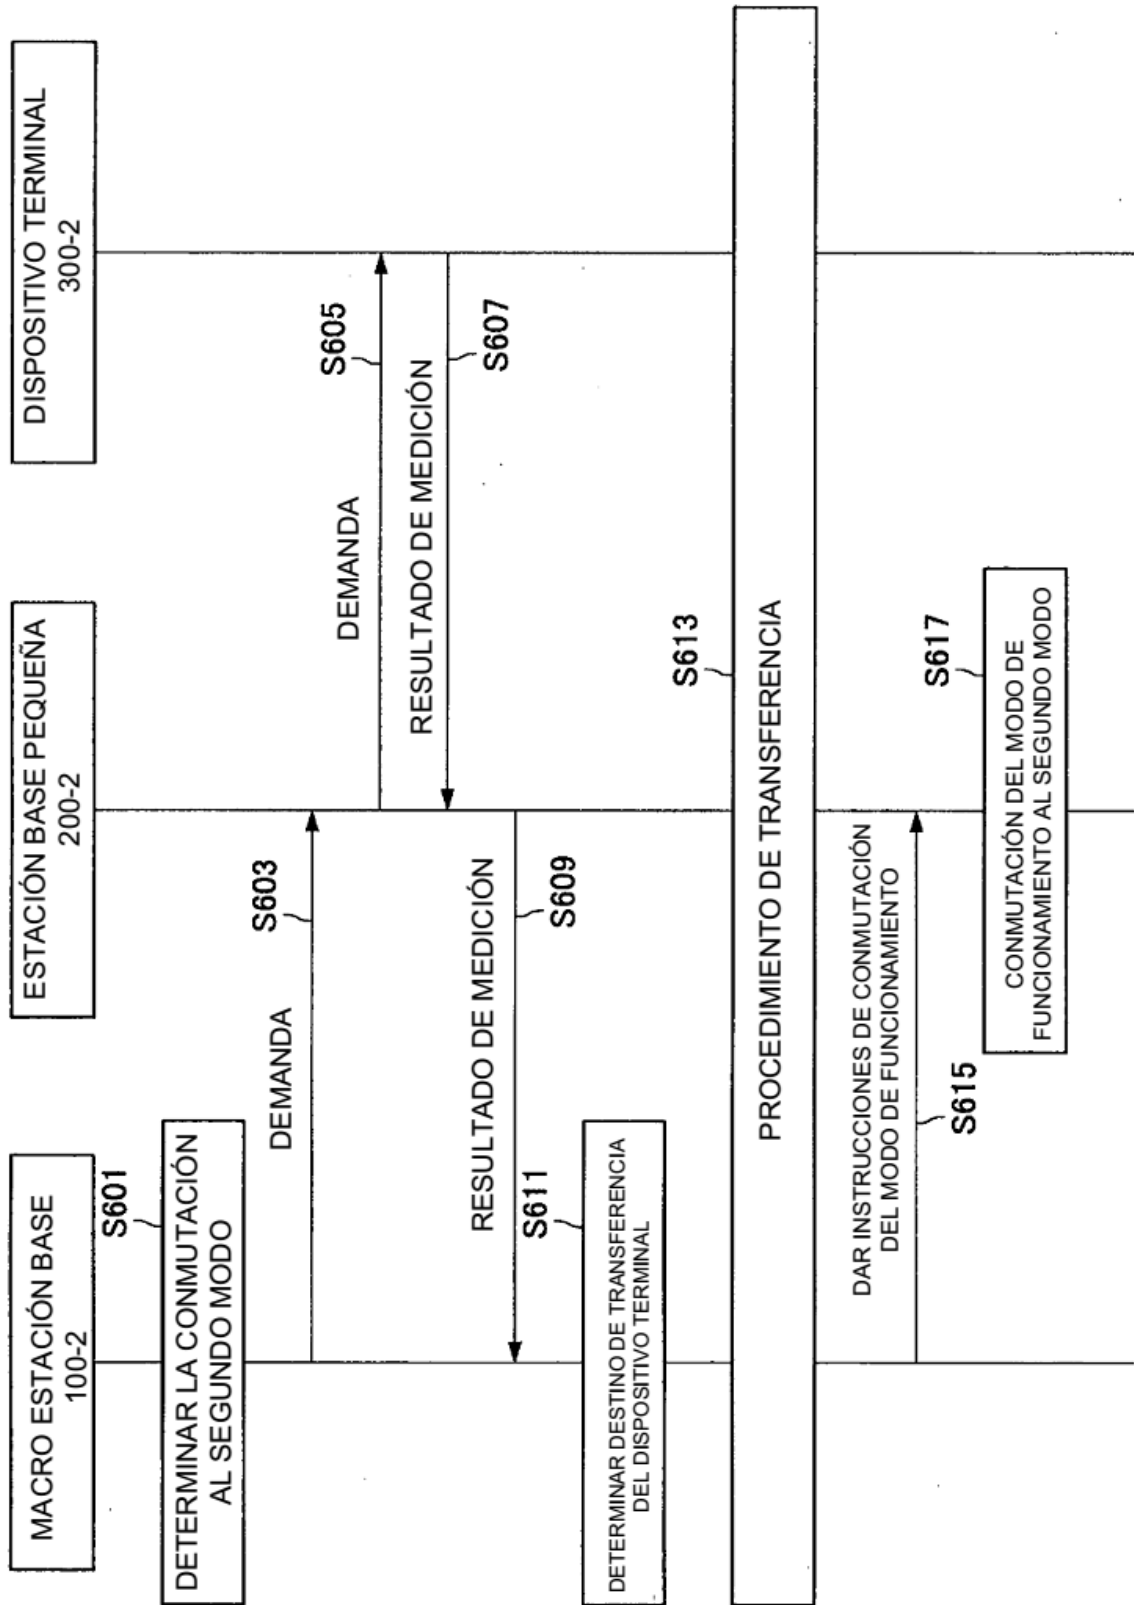 MACRO ESTACIÓN BASE
100-2
ESTACIÓN BASE PEQUEÑA
200-2
DISPOSITIVO TERMINAL
300-2
S601
DETERMINAR LA CONMUTACIÓN
AL SEGUNDO MODO
DEMANDA
S603
DEMANDA
S605
RESULTADO DE MEDICIÓN
S607
RESULTADO DE MEDICIÓN
S609
S611
DETERMINAR DESTINO DE TRANSFERENCIA
DEL DISPOSITIVO TERMINAL
S613
PROCEDIMIENTO DE TRANSFERENCIA
DAR INSTRUCCIONES DE CONMUTACIÓN
DEL MODO DE FUNCIONAMIENTO
S615
S617
CONMUTACIÓN DEL MODO DE
FUNCIONAMIENTO AL SEGUNDO MODO